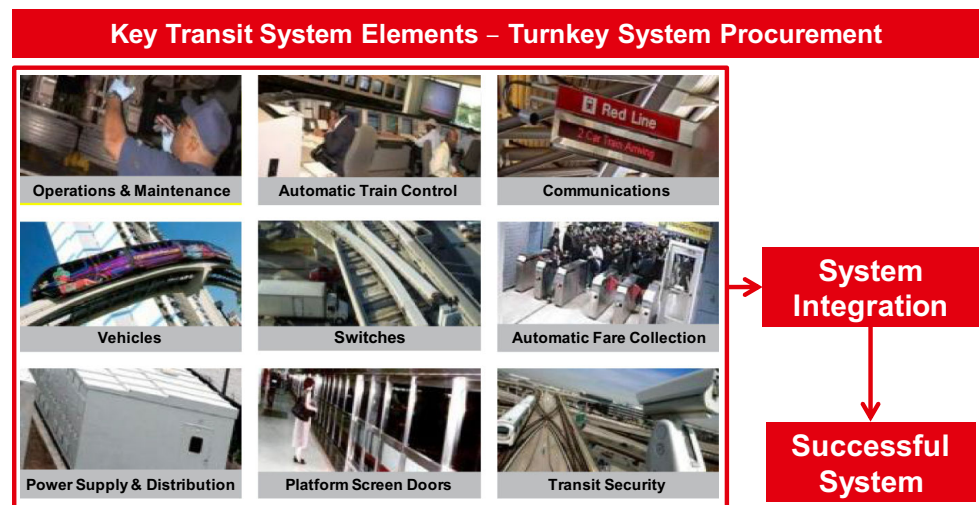 Key Transit System Elements – Turnkey System Procurement
Red Line
2 Car Train Arriving
Operations & Maintenance
Automatic Train Control
Communications
Vehicles
Switches
Automatic Fare Collection
System
Integration
Power Supply & Distribution
Platform Screen Doors
Transit Security
Successful
System